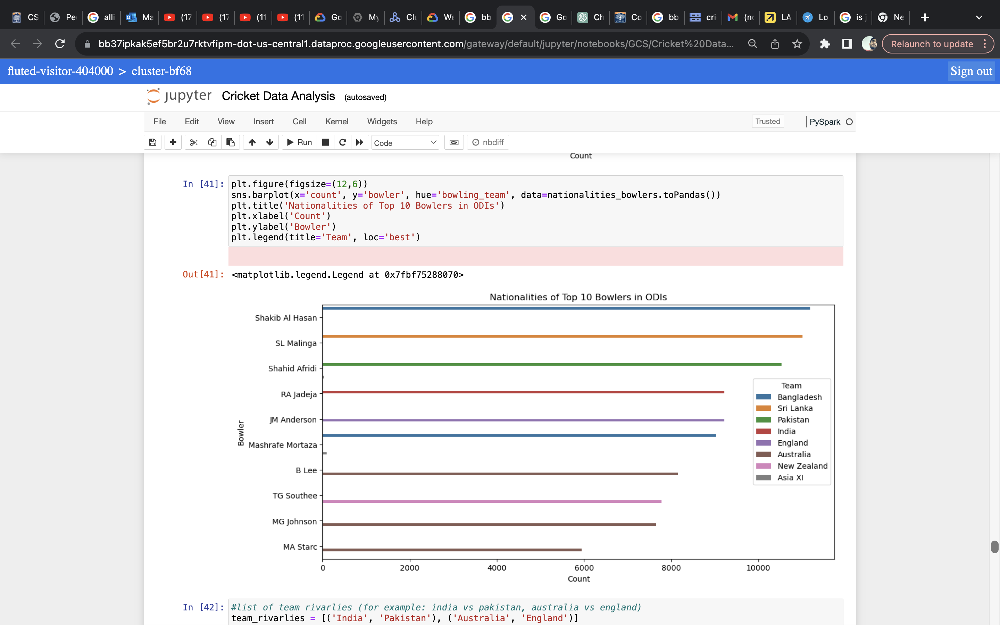 CS Pe alli Ma (17 (17 (11 (11 Go My Clu We bb Go Ch Co bb cri (no LA Lo is j Ne
bb37ipkak5ef5br2u7rktvfipm-dot-us-central1.dataproc.googleusercontent.com/gateway/default/jupyter/notebooks/GCS/Cricket%20Data... Relaunch to update
fluted-visitor-404000 > cluster-bf68 Sign out
jupyter Cricket Data Analysis (autosaved)
File Edit View Insert Cell Kernel Widgets Help Trusted PySpark
Run Code nbdiff
Count
In [41]: plt.figure(figsize=(12,6))
sns.barplot(x='count', y='bowler', hue='bowling_team', data=nationalities_bowlers.toPandas())
plt.title('Nationalities of Top 10 Bowlers in ODIs')
plt.xlabel('Count')
plt.ylabel('Bowler')
plt.legend(title='Team', loc='best')
Out[41]: <matplotlib.legend.Legend at 0x7fbf75288070>
Nationalities of Top 10 Bowlers in ODIs
Bowler
Shakib Al Hasan
SL Malinga
Shahid Afridi
RA Jadeja
JM Anderson
Mashrafe Mortaza
B Lee
TG Southee
MG Johnson
MA Starc
Team
Bangladesh
Sri Lanka
Pakistan
India
England
Australia
New Zealand
Asia XI
0 2000 4000 6000 8000 10000
Count
In [42]: #list of team rivarlies (for example: india vs pakistan, australia vs england)
team_rivarlies = [('India', 'Pakistan'), ('Australia', 'England')]